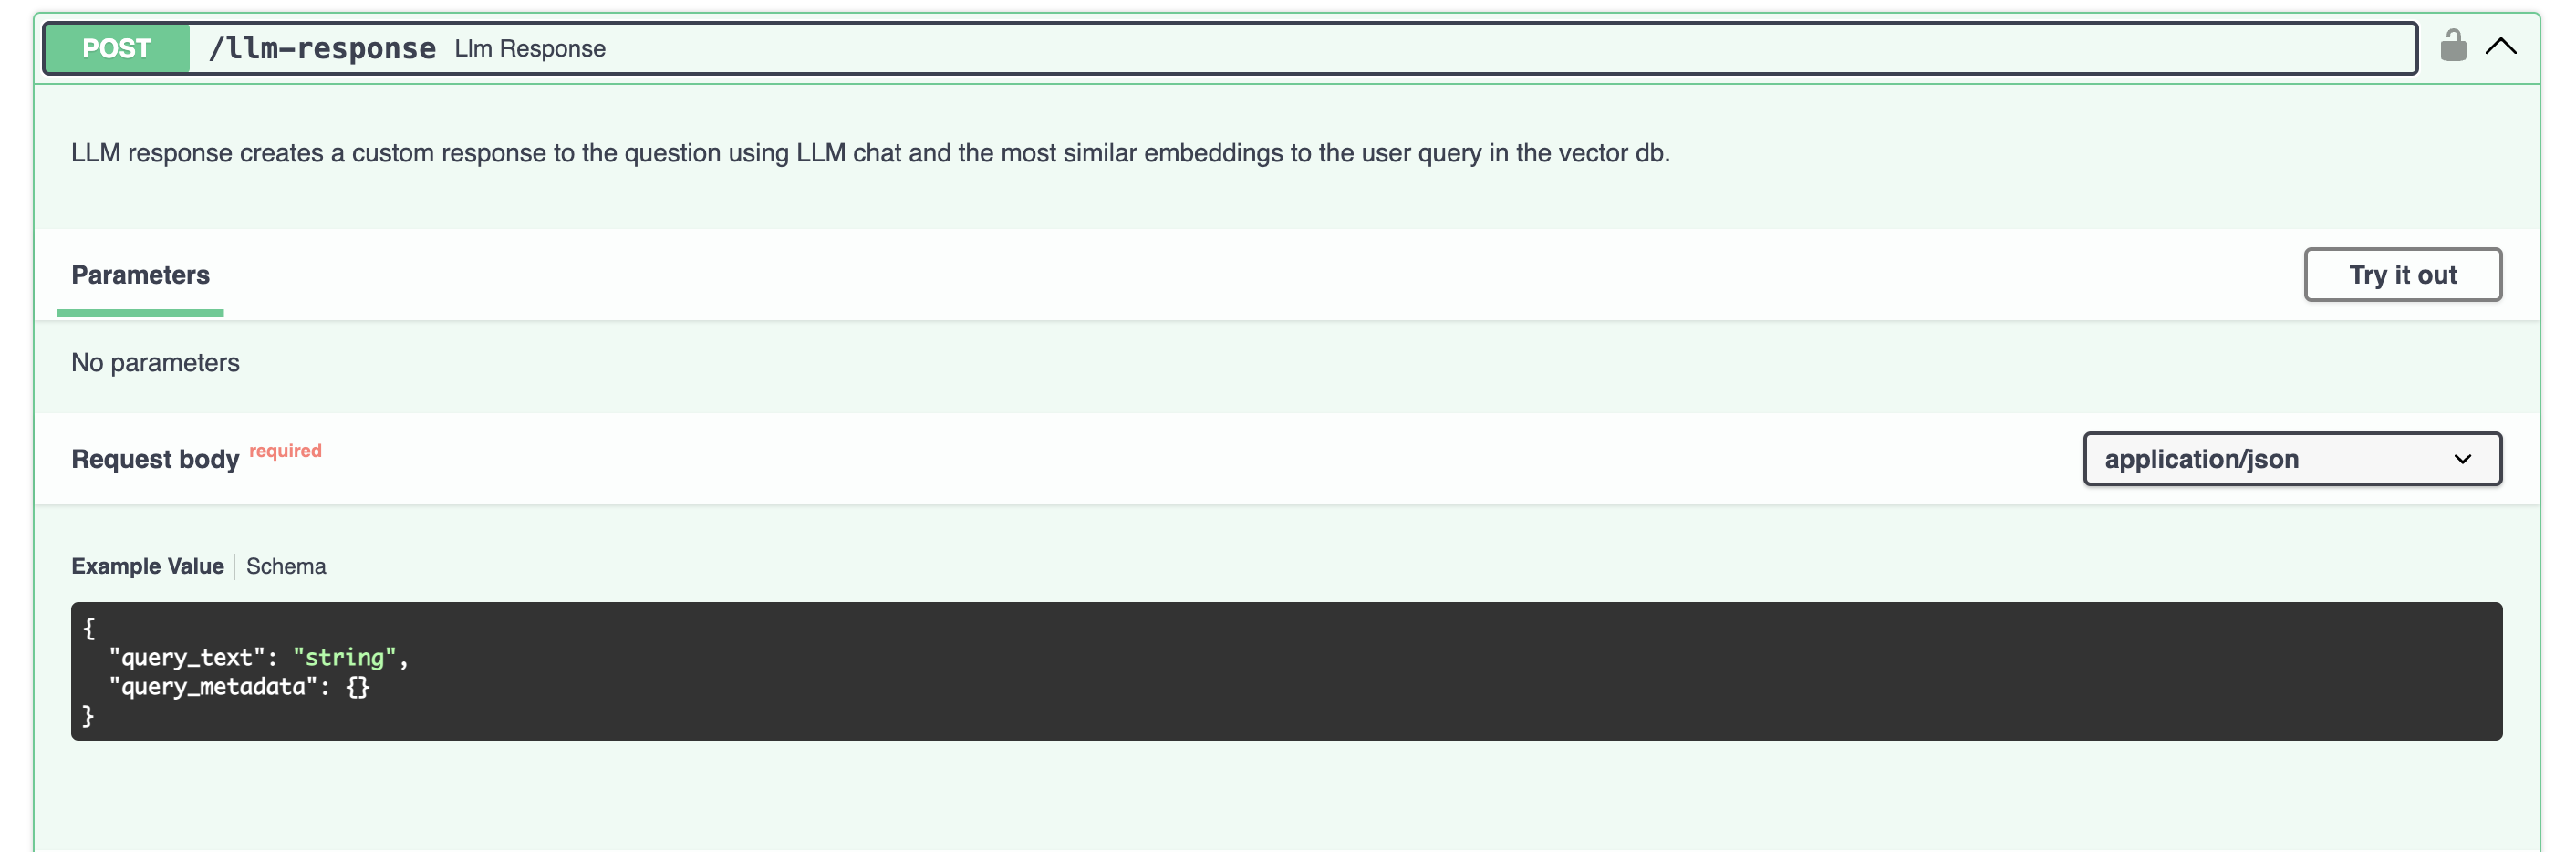 POST /llm-response Llm Response
LLM response creates a custom response to the question using LLM chat and the most similar embeddings to the user query in the vector db.
Parameters Try it out
No parameters
Request body required application/json
Example Value Schema
{
"query_text": "string",
"query_metadata": {}
}